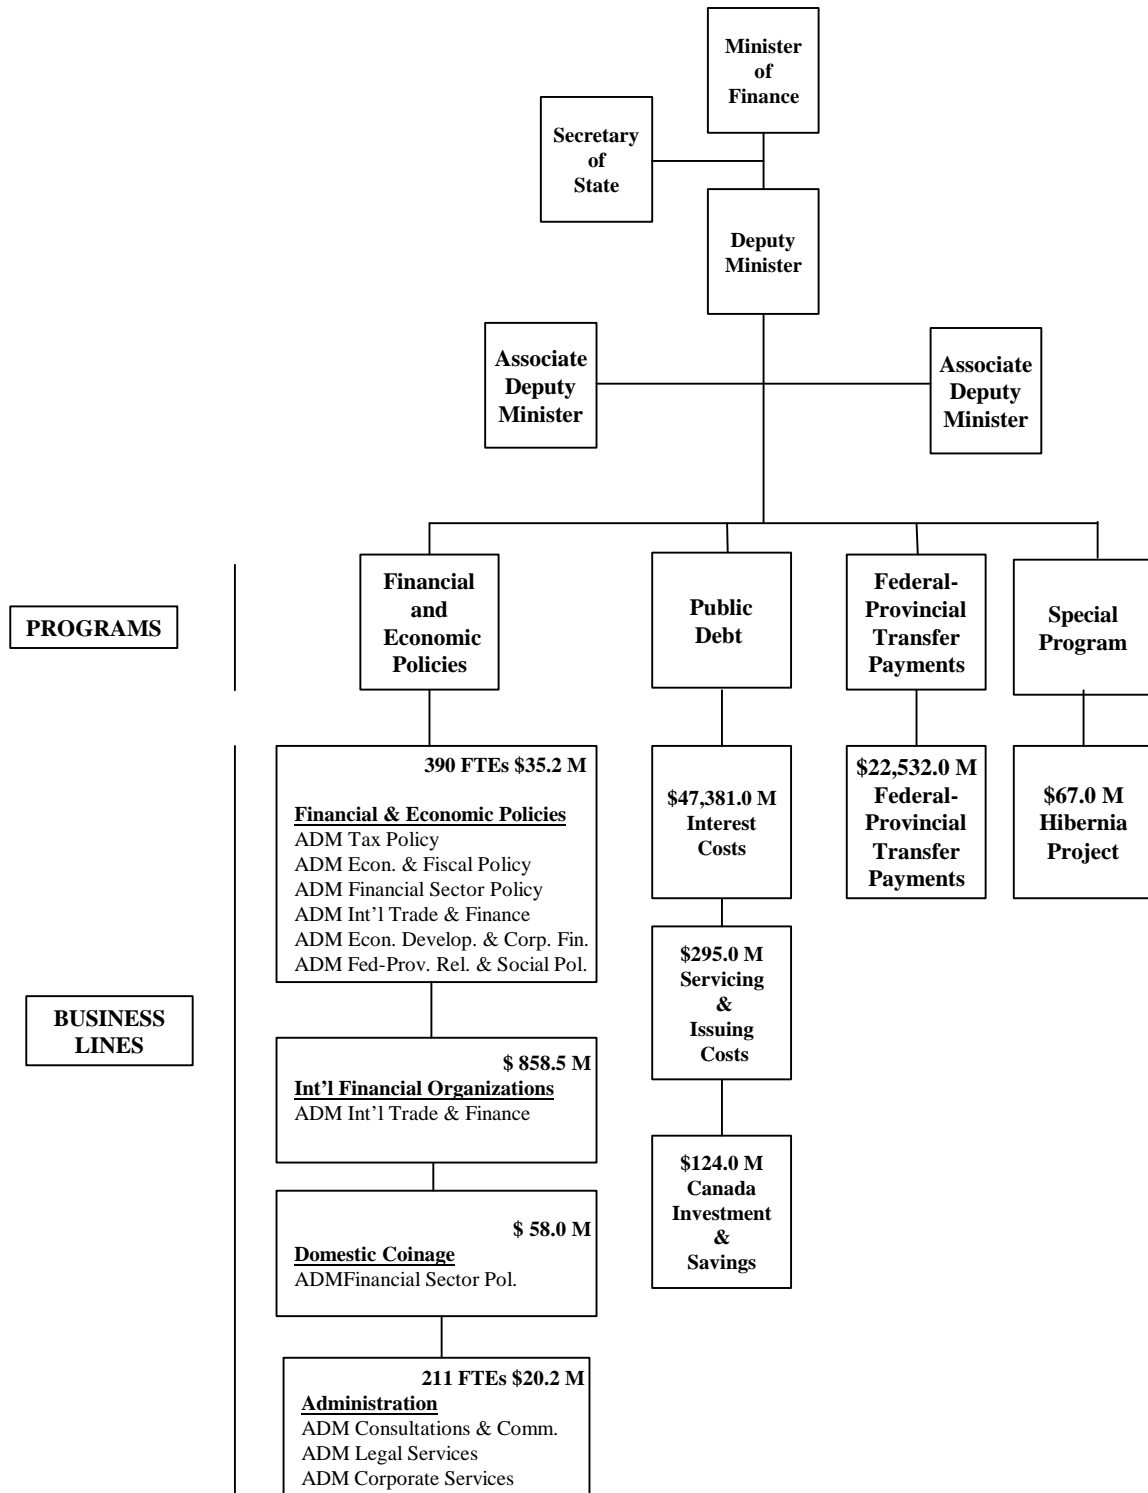 Minister
of
Finance
Secretary
of
State
Deputy
Minister
Associate
Deputy
Minister
Associate
Deputy
Minister
PROGRAMS
Financial
and
Economic
Policies
Public
Debt
Federal-
Provincial
Transfer
Payments
Special
Program
BUSINESS
LINES
390 FTEs $35.2 M
Financial & Economic Policies
ADM Tax Policy
ADM Econ. & Fiscal Policy
ADM Financial Sector Policy
ADM Int’l Trade & Finance
ADM Econ. Develop. & Corp. Fin.
ADM Fed-Prov. Rel. & Social Pol.
$ 858.5 M
Int’l Financial Organizations
ADM Int’l Trade & Finance
$ 58.0 M
Domestic Coinage
ADMFinancial Sector Pol.
211 FTEs $20.2 M
Administration
ADM Consultations & Comm.
ADM Legal Services
ADM Corporate Services
$47,381.0 M
Interest
Costs
$295.0 M
Servicing
&
Issuing
Costs
$124.0 M
Canada
Investment
&
Savings
$22,532.0 M
Federal-
Provincial
Transfer
Payments
$67.0 M
Hibernia
Project